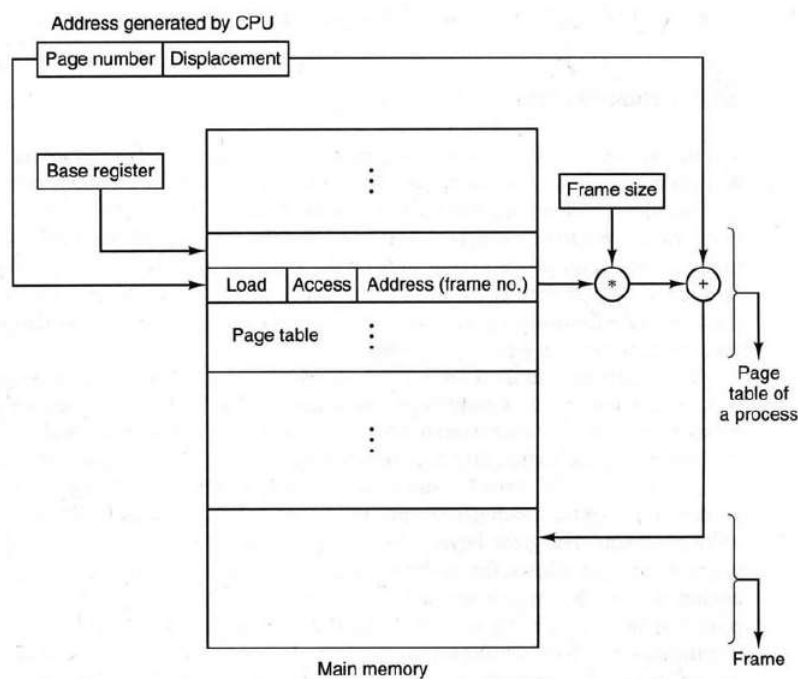 Address generated by CPU
Page number
Displacement
Base register
Frame size
Load
Access
Address (frame no.)
*
+
Page table
Page
table of
a process
Frame
Main memory